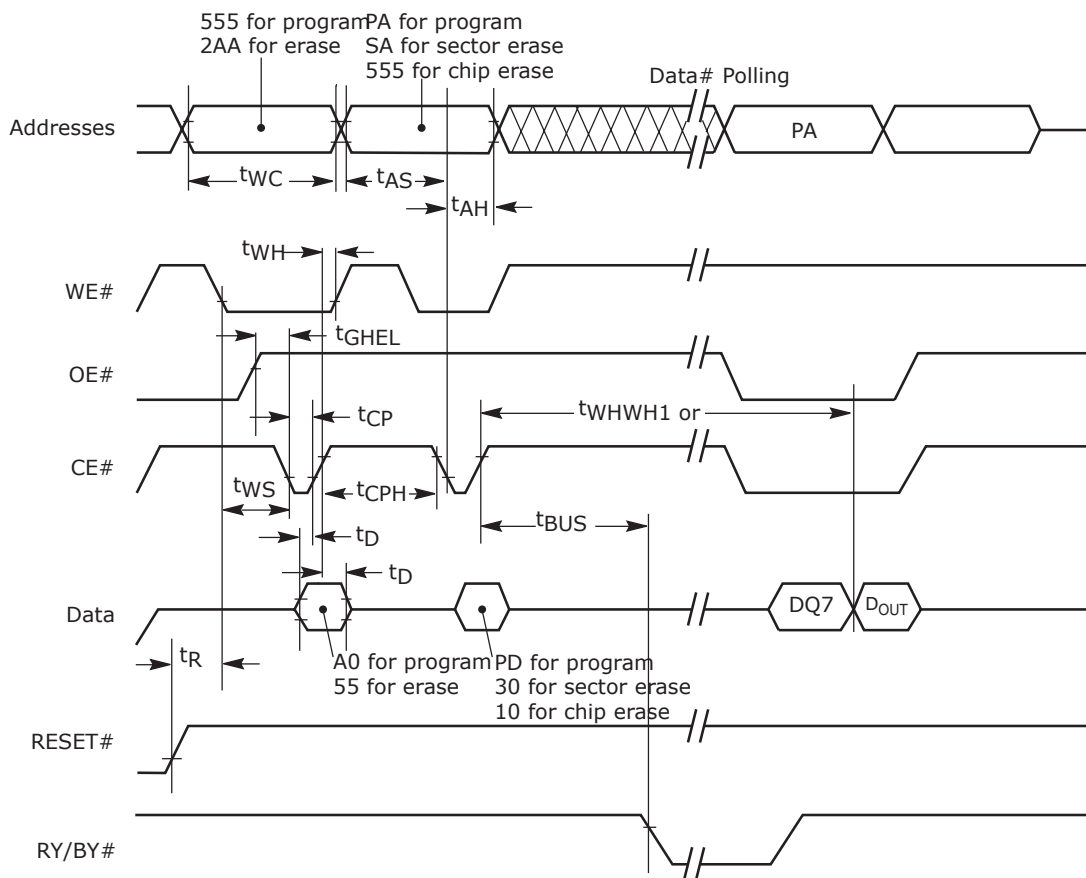 555 for program
2AA for erase
PA for program
SA for sector erase
555 for chip erase
Data# Polling
Addresses
PA
tWC
tAS
tAH
tWH
WE#
tGHEL
OE#
tCP
tWHWH1 or
CE#
tWS
tCPH
tBUS
tD
tD
Data
DQ7
DOUT
tR
A0 for program
55 for erase
PD for program
30 for sector erase
10 for chip erase
RESET#
RY/BY#